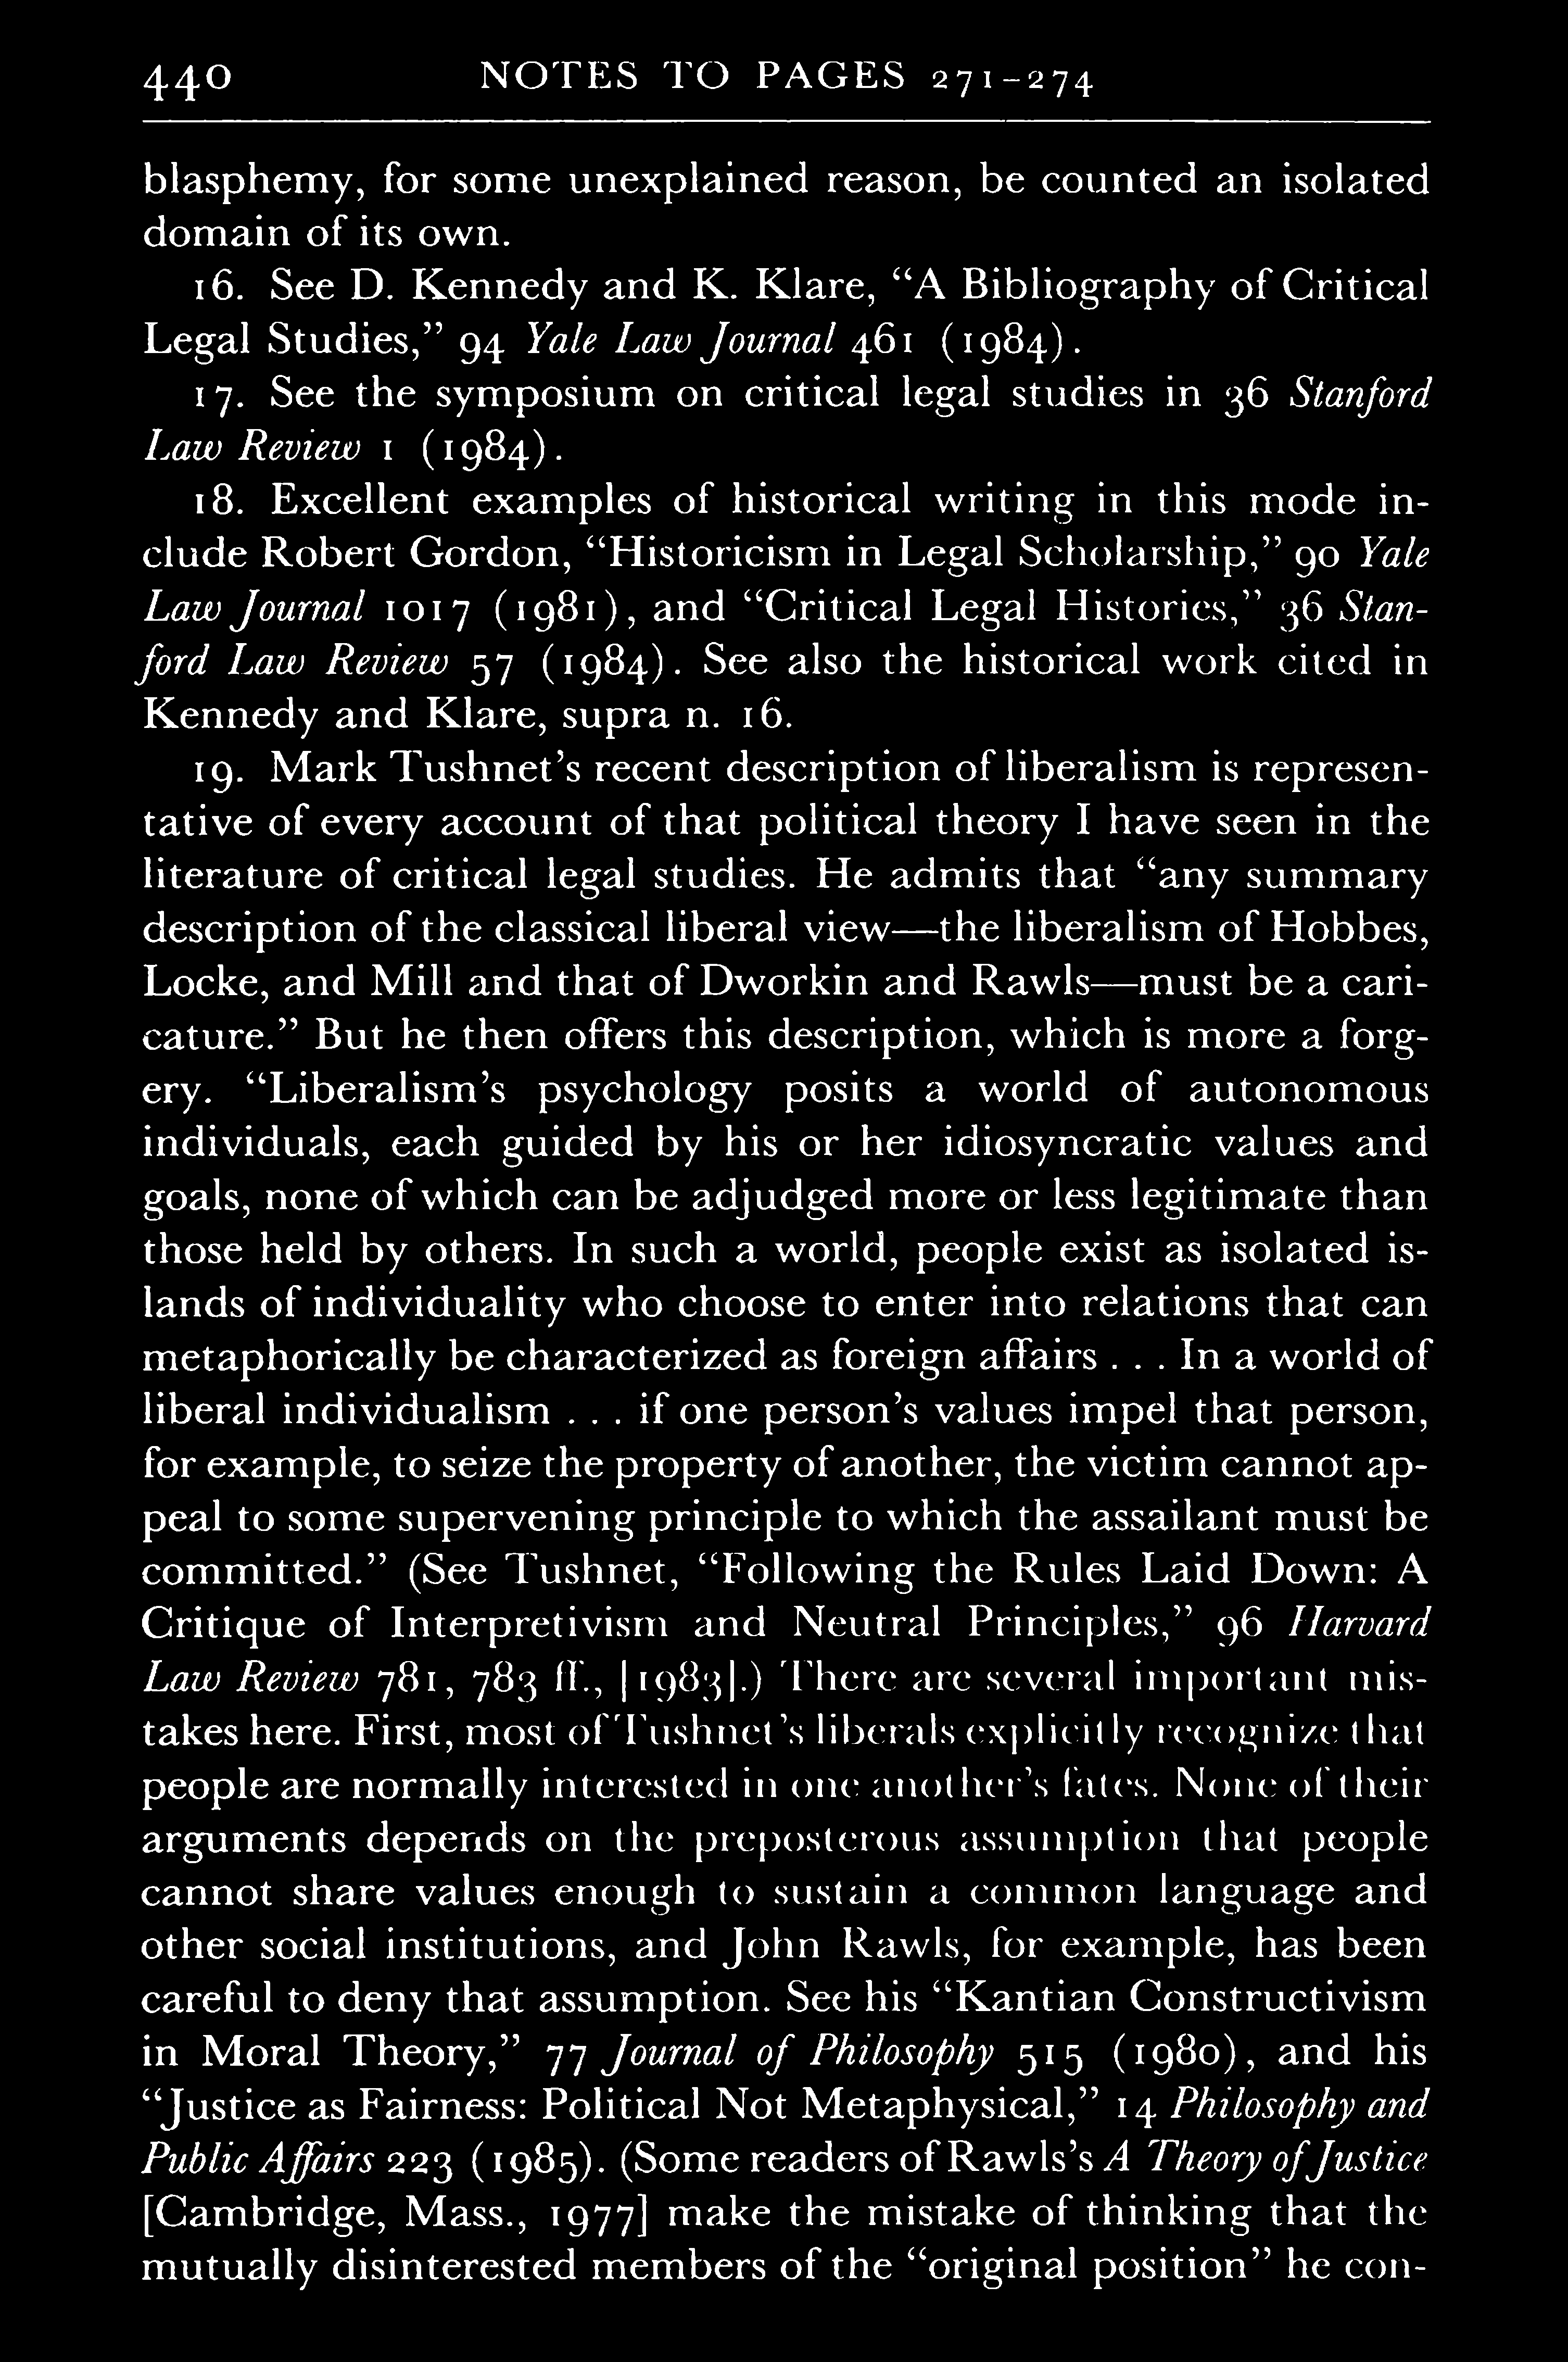 440 NOTES TO PAGES 271-274
blasphemy, for some unexplained reason, be counted an isolated
domain of its own.
16. See D. Kennedy and K. Klare, “A Bibliography of Critical
Legal Studies,” 94 Yale Law Journal 461 (1984).
17. See the symposium on critical legal studies in 36 Stanford
Law Review 1 (1984).
18. Excellent examples of historical writing in this mode in-
clude Robert Gordon, “Historicism in Legal Scholarship,” 90 Yale
Law Journal 1017 (1981), and “Critical Legal Histories,” 36 Stan-
ford Law Review 57 (1984). See also the historical work cited in
Kennedy and Klare, supra n. 16.
19. Mark Tushnet’s recent description of liberalism is represen-
tative of every account of that political theory I have seen in the
literature of critical legal studies. He admits that “any summary
description of the classical liberal view—the liberalism of Hobbes,
Locke, and Mill and that of Dworkin and Rawls—must be a cari-
cature.” But he then offers this description, which is more a forg-
ery. “Liberalism’s psychology posits a world of autonomous
individuals, each guided by his or her idiosyncratic values and
goals, none of which can be adjudged more or less legitimate than
those held by others. In such a world, people exist as isolated is-
lands of individuality who choose to enter into relations that can
metaphorically be characterized as foreign affairs . . . In a world of
liberal individualism . . . if one person’s values impel that person,
for example, to seize the property of another, the victim cannot ap-
peal to some supervening principle to which the assailant must be
committed.” (See Tushnet, “Following the Rules Laid Down: A
Critique of Interpretivism and Neutral Principles,” 96 Harvard
Law Review 781, 783 ff., [1983].) There are several important mis-
takes here. First, most of Tushnet’s liberals explicitly recognize that
people are normally interested in one another’s fates. None of their
arguments depends on the preposterous assumption that people
cannot share values enough to sustain a common language and
other social institutions, and John Rawls, for example, has been
careful to deny that assumption. See his “Kantian Constructivism
in Moral Theory,” 77 Journal of Philosophy 515 (1980), and his
“Justice as Fairness: Political Not Metaphysical,” 14 Philosophy and
Public Affairs 223 (1985). (Some readers of Rawls’s A Theory of Justice
[Cambridge, Mass., 1977] make the mistake of thinking that the
mutually disinterested members of the “original position” he con-